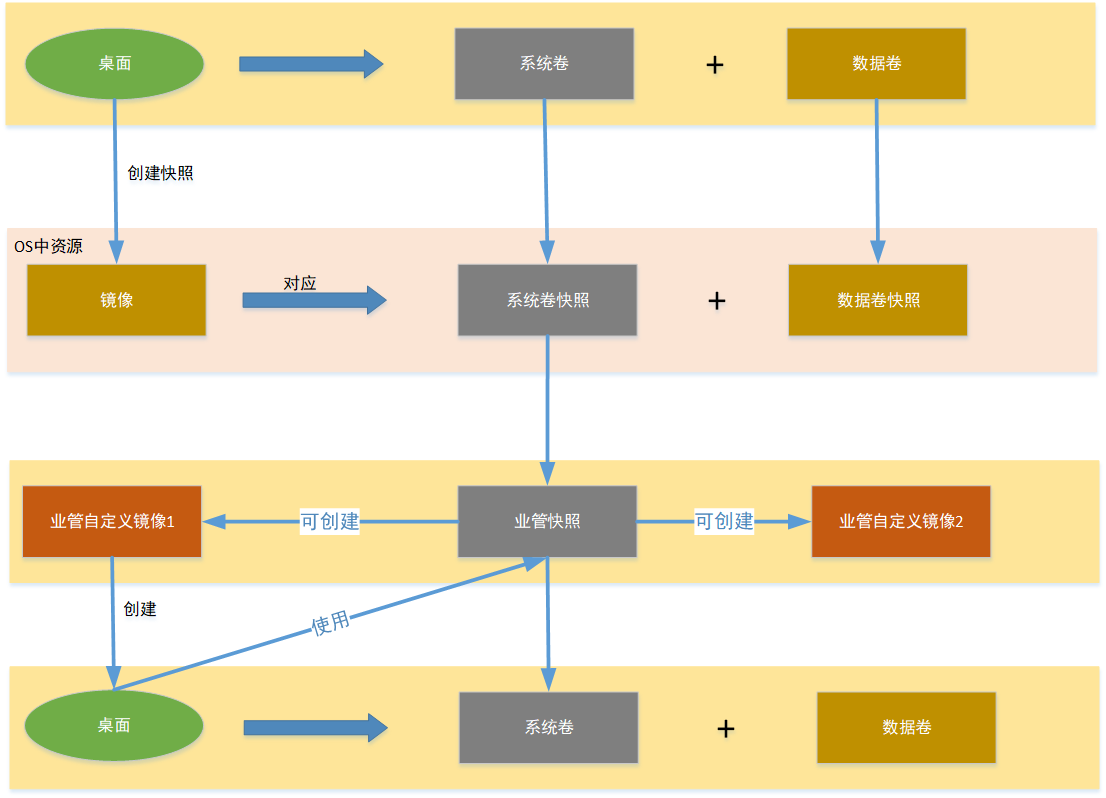 桌面
系统卷
+
数据卷
创建快照
OS中资源
镜像
对应
系统卷快照
+
数据卷快照
业管自定义镜像1
可创建
业管快照
可创建
业管自定义镜像2
创建
使用
桌面
系统卷
+
数据卷